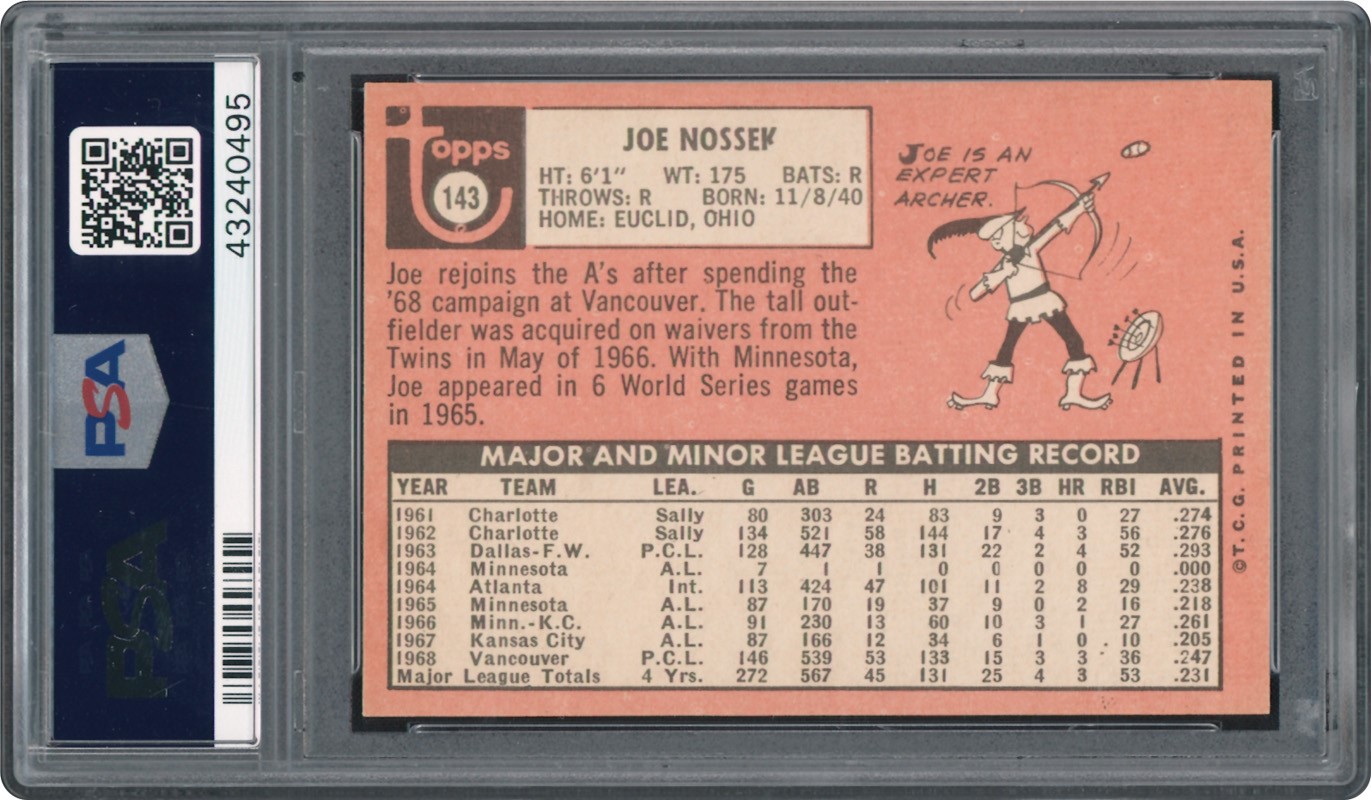 43240495
PSA
PSA
topps
143
JOE NOSSEK
HT: 6'1" WT: 175 BATS: R
THROWS: R BORN: 11/8/40
HOME: EUCLID, OHIO
JOE IS AN
EXPERT
ARCHER.
Joe rejoins the A's after spending the
'68 campaign at Vancouver. The tall out-
fielder was acquired on waivers from the
Twins in May of 1966. With Minnesota,
Joe appeared in 6 World Series games
in 1965.
MAJOR AND MINOR LEAGUE BATTING RECORD
YEAR TEAM LEA. G AB R H 2B 3B HR RBI AVG.
1961 Charlotte Sally 80 303 24 83 9 3 0 27 .274
1962 Charlotte Sally 134 521 58 144 17 4 3 56 .276
1963 Dallas-F.W. P.C.L. 128 447 38 131 22 2 4 52 .293
1964 Minnesota A.L. 7 1 1 0 0 0 0 0 .000
1964 Atlanta Int. 113 424 47 101 11 2 8 29 .238
1965 Minnesota A.L. 87 170 19 37 9 0 2 16 .218
1966 Minn.-K.C. A.L. 91 230 13 60 10 3 1 27 .261
1967 Kansas City A.L. 87 166 12 34 6 1 0 10 .205
1968 Vancouver P.C.L. 146 539 53 133 15 3 3 36 .247
Major League Totals 4 Yrs. 272 567 45 131 25 4 3 53 .231
©T.C.G. PRINTED IN U.S.A.